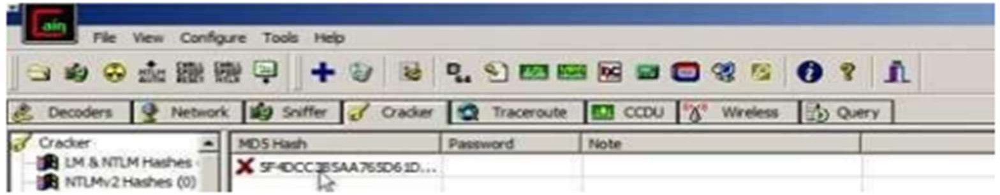 Cain
File View Configure Tools Help
Decoders Network Sniffer Cracker Traceroute CCDU Wireless Query
Cracker MD5 Hash Password Note
LM & NTLM Hashes 5F4DCC3B5AA765D61D...
NTLMv2 Hashes (0)